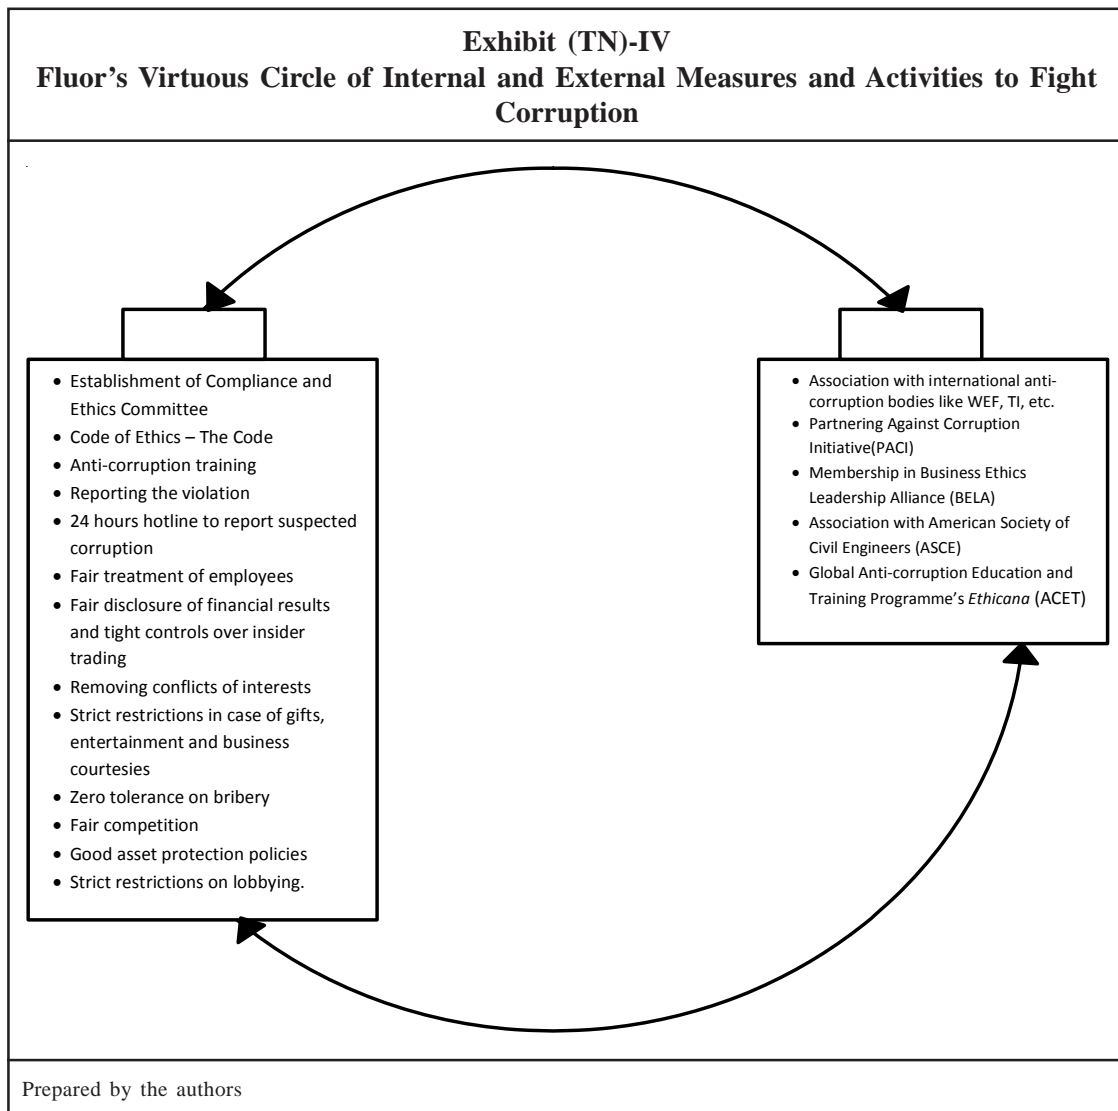 Exhibit (TN)-IV
Fluor's Virtuous Circle of Internal and External Measures and Activities to Fight
Corruption
• Establishment of Compliance and
Ethics Committee
• Code of Ethics – The Code
• Anti-corruption training
• Reporting the violation
• 24 hours hotline to report suspected
corruption
• Fair treatment of employees
• Fair disclosure of financial results
and tight controls over insider
trading
• Removing conflicts of interests
• Strict restrictions in case of gifts,
entertainment and business
courtesies
• Zero tolerance on bribery
• Fair competition
• Good asset protection policies
• Strict restrictions on lobbying.
• Association with international anti-
corruption bodies like WEF, TI, etc.
• Partnering Against Corruption
Initiative(PACI)
• Membership in Business Ethics
Leadership Alliance (BELA)
• Association with American Society of
Civil Engineers (ASCE)
• Global Anti-corruption Education and
Training Programme's Ethicana (ACET)
Prepared by the authors